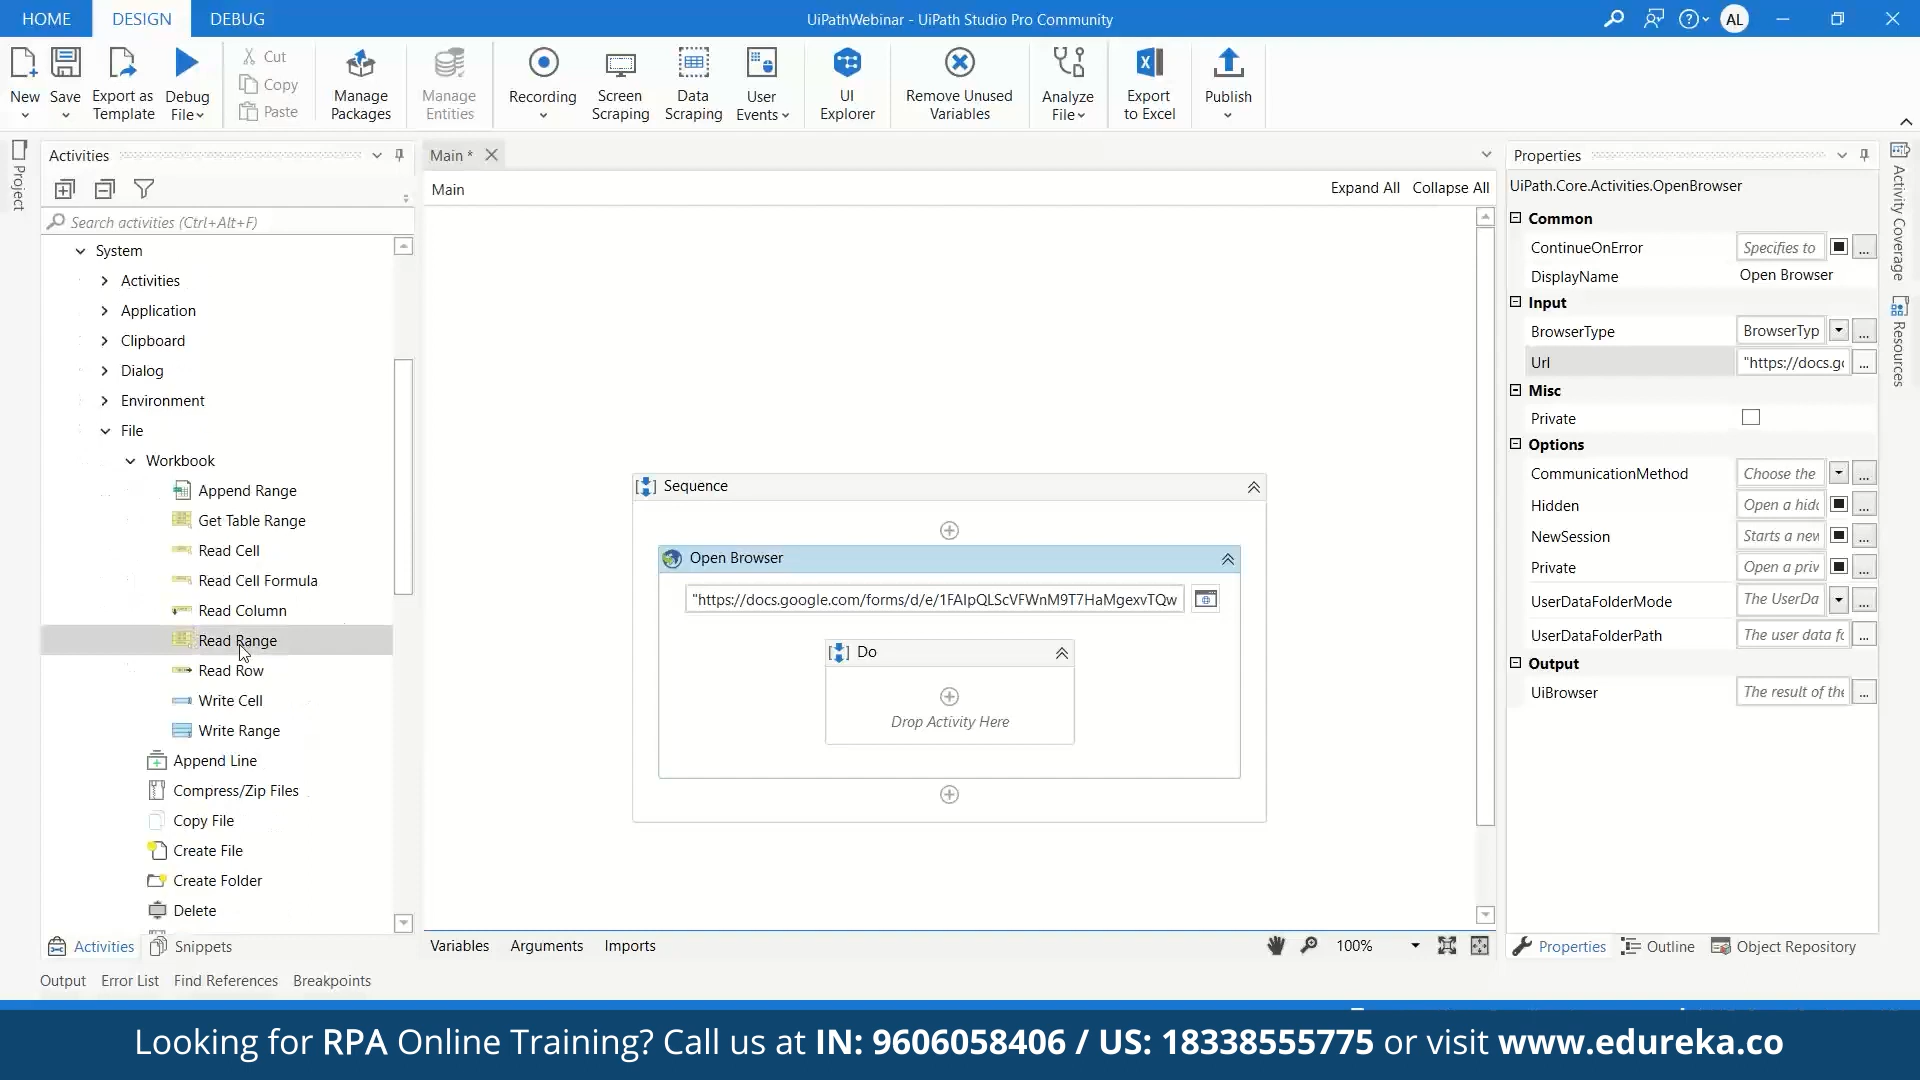 HOME DESIGN DEBUG UiPathWebinar - UiPath Studio Pro Community AL
New Save Export as Template Debug File Cut Copy Paste Manage Packages Manage Entities Recording Screen Scraping Data Scraping User Events UI Explorer Remove Unused Variables Analyze File Export to Excel Publish
Project
Activities
Search activities (Ctrl+Alt+F)
System
Activities
Application
Clipboard
Dialog
Environment
File
Workbook
Append Range
Get Table Range
Read Cell
Read Cell Formula
Read Column
Read Range
Read Row
Write Cell
Write Range
Append Line
Compress/Zip Files
Copy File
Create File
Create Folder
Delete
Activities Snippets
Main *
Main Expand All Collapse All
Sequence
Open Browser
"https://docs.google.com/forms/d/e/1FAIpQLScVFWnM9T7HaMgexvTQw
Do
Drop Activity Here
Variables Arguments Imports 100%
Properties
UiPath.Core.Activities.OpenBrowser
Common
ContinueOnError Specifies to ...
DisplayName Open Browser
Input
BrowserType BrowserTyp ...
Url "https://docs.gc ...
Misc
Private
Options
CommunicationMethod Choose the ...
Hidden Open a hidd ...
NewSession Starts a new ...
Private Open a priv ...
UserDataFolderMode The UserDa ...
UserDataFolderPath The user data fo ...
Output
UiBrowser The result of the ...
Properties Outline Object Repository
Activity Coverage
Resources
Output Error List Find References Breakpoints
Looking for RPA Online Training? Call us at IN: 9606058406 / US: 18338555775 or visit www.edureka.co